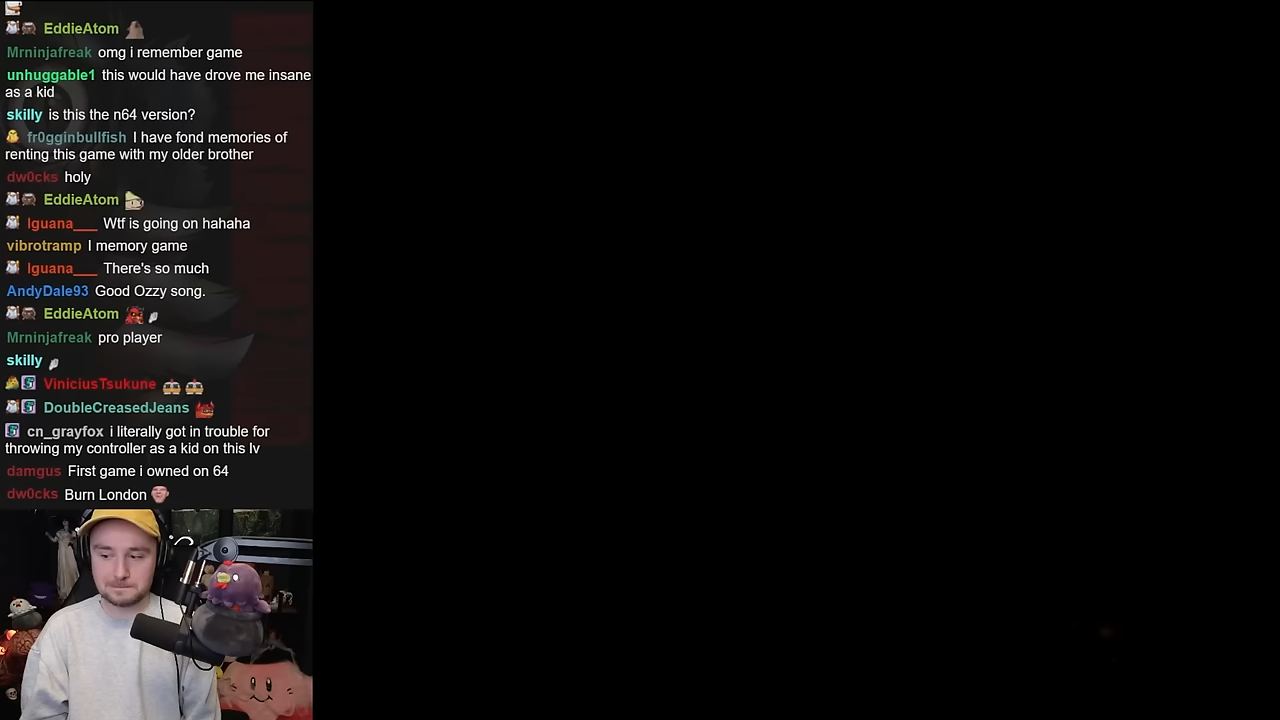 EddieAtom
Mrninjafreak omg i remember game
unhuggable1 this would have drove me insane
as a kid
skilly is this the n64 version?
fr0gginbullfish I have fond memories of
renting this game with my older brother
dw0cks holy
EddieAtom
Iguana___ Wtf is going on hahaha
vibrotramp I memory game
Iguana___ There's so much
AndyDale93 Good Ozzy song.
EddieAtom
Mrninjafreak pro player
skilly
ViniciusTsukune
DoubleCreasedJeans
cn_grayfox i literally got in trouble for
throwing my controller as a kid on this lv
damgus First game i owned on 64
dw0cks Burn London